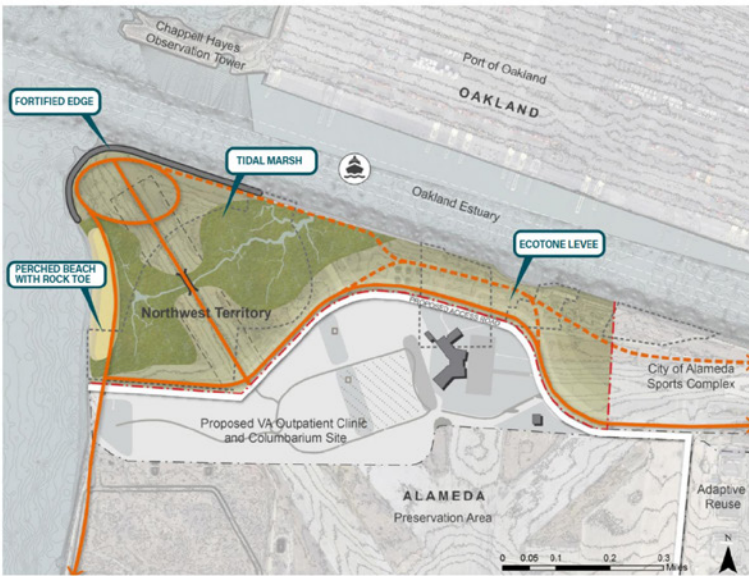 Chappell Hayes
Observation Tower
Port of Oakland
OAKLAND
FORTIFIED EDGE
TIDAL MARSH
Oakland Estuary
ECOTONE LEVEE
PERCHED BEACH
WITH ROCK TOE
Northwest Territory
PROPOSED ACCESS ROAD
City of Alameda
Sports Complex
Proposed VA Outpatient Clinic
and Columbarium Site
ALAMEDA
Preservation Area
Adaptive
Reuse
N
0 0.05 0.1 0.2 0.3
Miles